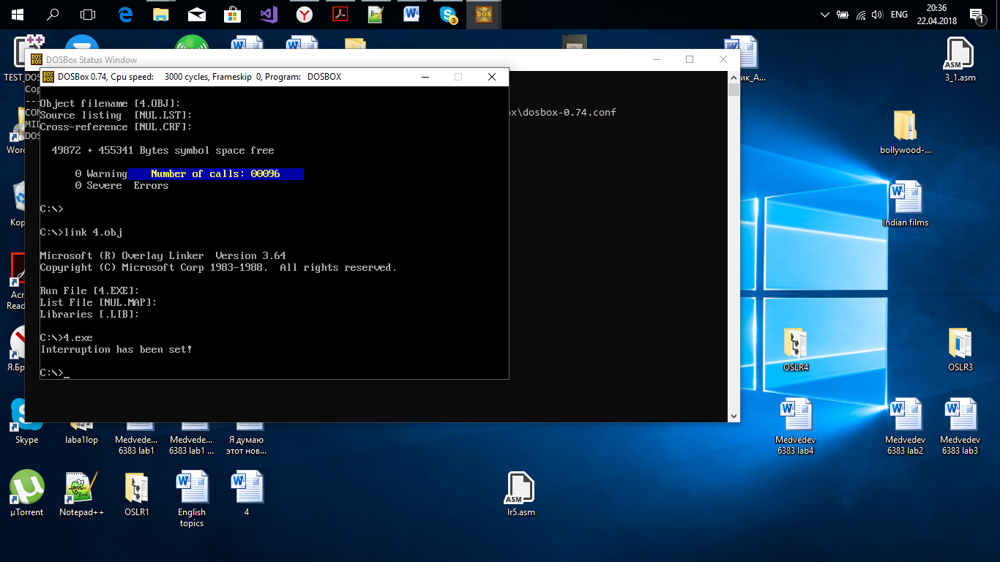 ENG
20:36
22.04.2018
1
3
DOSBox Status Window
DOSBox 0.74, Cpu speed: 3000 cycles, Frameskip 0, Program: DOSBOX
x\dosbox-0.74.conf
Object filename [4.OBJ]:
Source listing [NUL.LST]:
Cross-reference [NUL.CRF]:
49872 + 455341 Bytes symbol space free
0 Warning Number of calls: 00096
0 Severe Errors
C:\>
C:\>link 4.obj
Microsoft (R) Overlay Linker Version 3.64
Copyright (C) Microsoft Corp 1983-1988. All rights reserved.
Run File [4.EXE]:
List File [NUL.MAP]:
Libraries [.LIB]:
C:\>4.exe
Interruption has been set!
C:\>_
TEST_
DOS
Cop
---
CON
MID
DOS
Word
Кор
Acr
Read
Я.Бр
ик_А...
ASM
3_1.asm
bollywood-...
Indian films
OSLR4
OSLR3
Medvedev
6383 lab4
Medvedev
6383 lab2
Medvedev
6383 lab3
Skype
laba1lop
Medvede...
6383 lab1
Medvede...
6383 lab1 ...
Я думаю
этот нов...
µTorrent
Notepad++
OSLR1
English
topics
4
ASM
lr5.asm